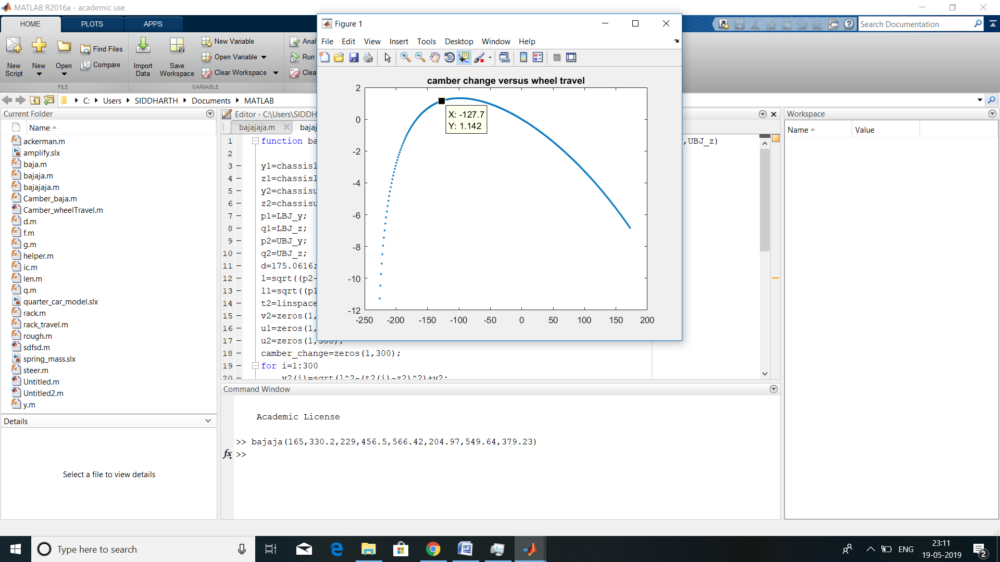 MATLAB R2016a - academic use
HOME
PLOTS
APPS
Search Documentation
New Script
New
Open
Find Files
Compare
FILE
Import Data
Save Workspace
New Variable
Open Variable
Clear Workspace
VARIABLE
Anal
Run
Clea
C:
Users
SIDDHARTH
Documents
MATLAB
Current Folder
Name
ackerman.m
amplify.slx
baja.m
bajaja.m
bajajaja.m
Camber_baja.m
Camber_wheelTravel.m
d.m
f.m
g.m
helper.m
ic.m
len.m
q.m
quarter_car_model.slx
rack.m
rack_travel.m
rough.m
sdfsd.m
spring_mass.slx
steer.m
Untitled.m
Untitled2.m
y.m
Details
Select a file to view details
Editor - C:\Users\SIDDH
bajajaja.m
baja
1 function ba ,UBJ_z)
2
3 y1=chassisl
4 z1=chassisl
5 y2=chassisu
6 z2=chassisu
7 p1=LBJ_y;
8 q1=LBJ_z;
9 p2=UBJ_y;
10 q2=UBJ_z;
11 d=175.0616;
12 l=sqrt((p2-
13 l1=sqrt((p1
14 t2=linspace
15 v2=zeros(1,
16 u1=zeros(1,
17 u2=zeros(1,300);
18 camber_change=zeros(1,300);
19 for i=1:300
20 v2(i)=sqrt(l^2-(t2(i)-z2)^2)+y2;
Figure 1
File Edit View Insert Tools Desktop Window Help
camber change versus wheel travel
X: -127.7
Y: 1.142
2
0
-2
-4
-6
-8
-10
-12
-250 -200 -150 -100 -50 0 50 100 150 200
Command Window
Academic License
>> bajaja(165,330.2,229,456.5,566.42,204.97,549.64,379.23)
fx >>
Workspace
Name Value
Type here to search
ENG
23:11
19-05-2019
2